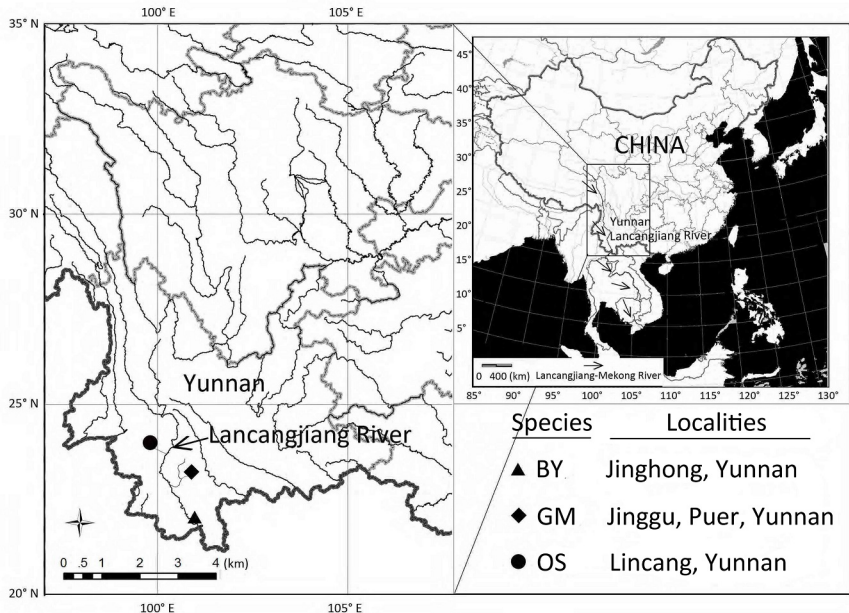 100° E
105° E
35° N
30° N
25° N
20° N
Yunnan
Lancangjiang River
0 .5 1 2 3 4 (km)
100° E
105° E
45°
40°
35°
30°
25°
20°
15°
10°
5°
CHINA
Yunnan
Lancangjiang River
0 400 (km)
Lancangjiang-Mekong River
85° 90° 95° 100° 105° 110° 115° 120° 125° 130°
Species Localities
BY Jinghong, Yunnan
GM Jinggu, Puer, Yunnan
OS Lincang, Yunnan